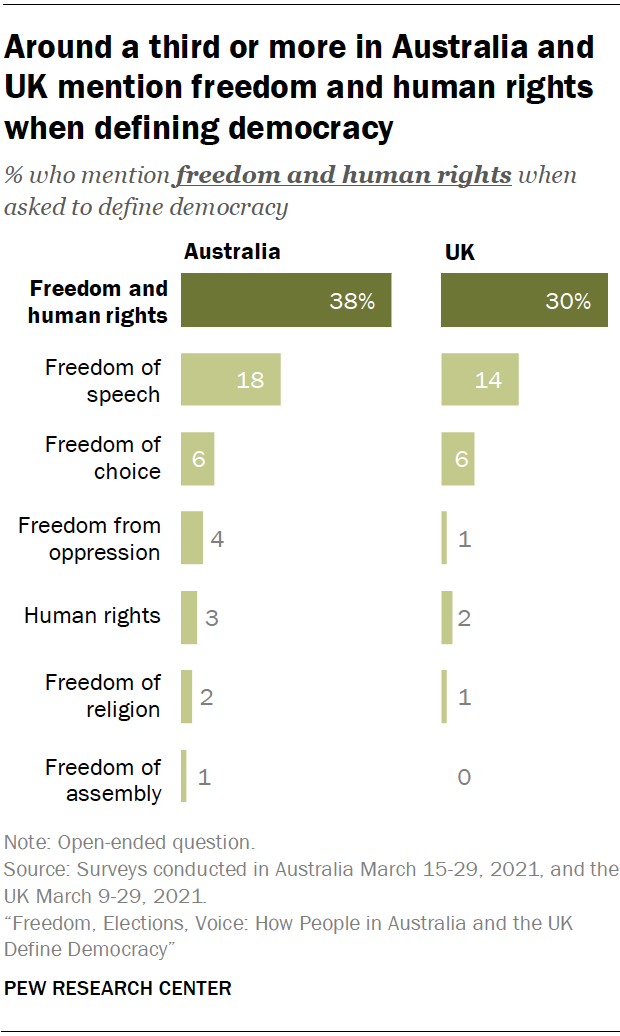 Around a third or more in Australia and
UK mention freedom and human rights
when defining democracy
% who mention freedom and human rights when
asked to define democracy
Australia UK
Freedom and
human rights 38% 30%
Freedom of
speech 18 14
Freedom of
choice 6 6
Freedom from
oppression 4 1
Human rights 3 2
Freedom of
religion 2 1
Freedom of
assembly 1 0
Note: Open-ended question.
Source: Surveys conducted in Australia March 15-29, 2021, and the
UK March 9-29, 2021.
“Freedom, Elections, Voice: How People in Australia and the UK
Define Democracy”
PEW RESEARCH CENTER